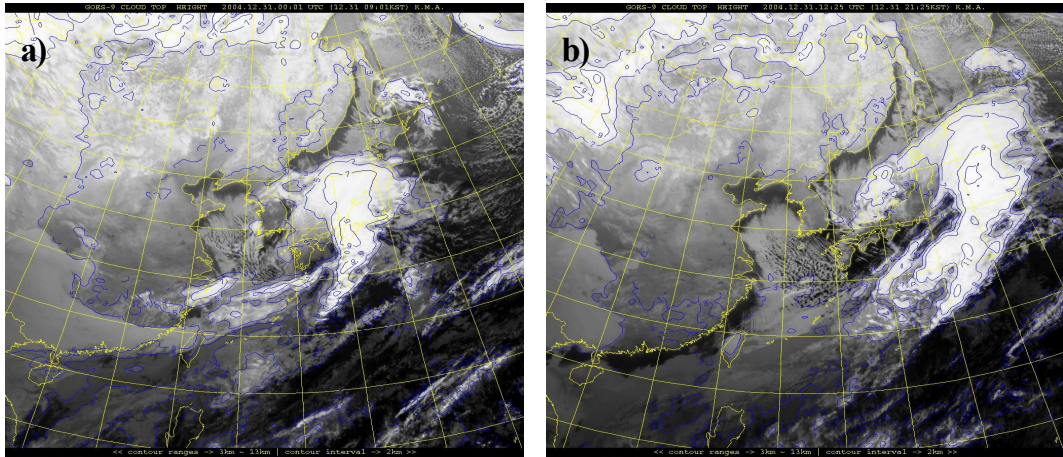 GOES-9 CLOUD TOP HEIGHT 2004.12.31.00:01 UTC (12.31 09:01KST) K.M.A.
a)
<< contour ranges -> 3km ~ 13km | contour interval -> 2km >>
GOES-9 CLOUD TOP HEIGHT 2004.12.31.12:25 UTC (12.31 21:25KST) K.M.A.
b)
<< contour ranges -> 3km ~ 13km | contour interval -> 2km >>